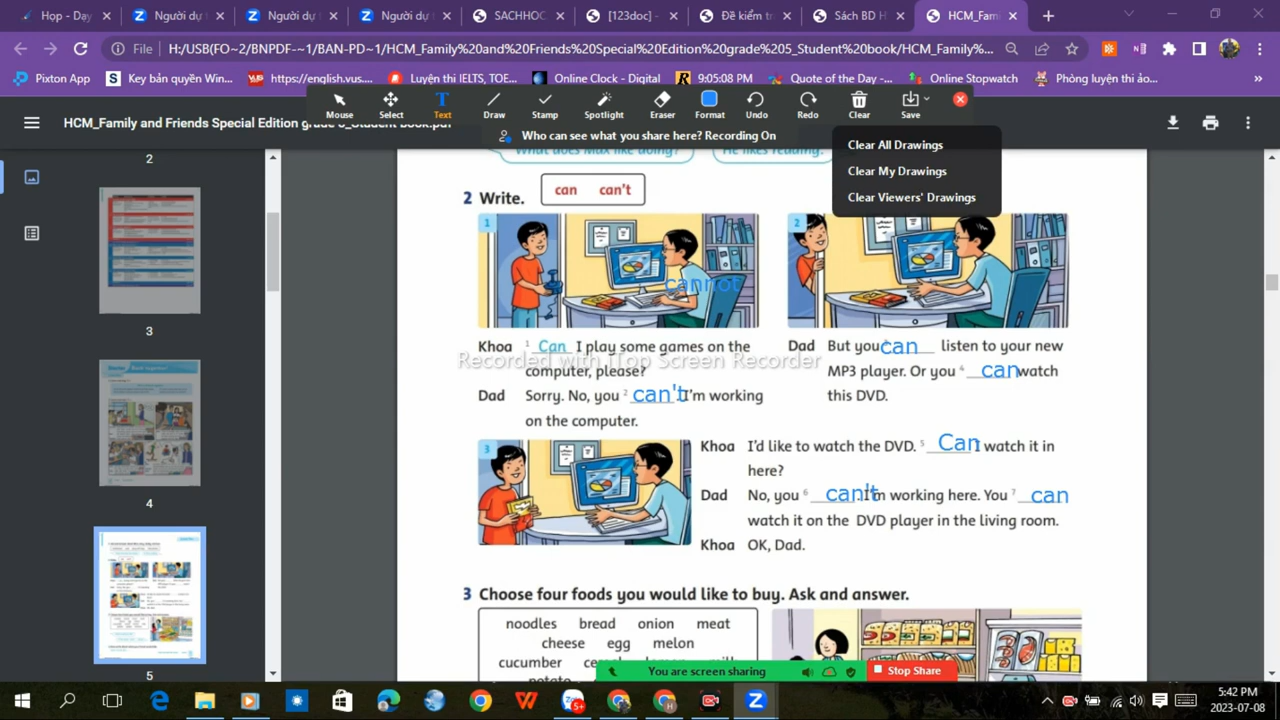 Họp - Dạy
Người dự t
Người dự t
Người dự t
SACHHOC
[123doc] -
Đề kiểm tr
Sách BD H
HCM_Fami
File
H:/USB(FO~2/BNPDF-~1/BAN-PD~1/HCM_Family%20and%20Friends%20Special%20Edition%20grade%205_Student%20book/HCM_Family%...
Pixton App
Key bản quyền Win...
https://english.vus....
Luyện thi IELTS, TOE...
Online Clock - Digital
9:05:08 PM
Quote of the Day -...
Online Stopwatch
Phòng luyện thi ảo...
Mouse
Select
Text
Draw
Stamp
Spotlight
Eraser
Format
Undo
Redo
Clear
Save
HCM_Family and Friends Special Edition grade 5_Student book.pdf
Who can see what you share here? Recording On
Clear All Drawings
Clear My Drawings
Clear Viewers' Drawings
2
3
4
5
What does Max like doing?
He likes reading.
2 Write.
can can't
1
2
cannot
Khoa 1 Can I play some games on the
computer, please?
Dad Sorry. No, you 2 can't I'm working
on the computer.
Dad But you can listen to your new
MP3 player. Or you 4 can watch
this DVD.
Recorded with iTop Screen Recorder
3
Khoa I'd like to watch the DVD. 5 Can I watch it in
here?
Dad No, you 6 can't. I'm working here. You 7 can
watch it on the DVD player in the living room.
Khoa OK, Dad.
3 Choose four foods you would like to buy. Ask and answer.
noodles bread onion meat
cheese egg melon
cucumber
You are screen sharing
Stop Share
5:42 PM
2023-07-08